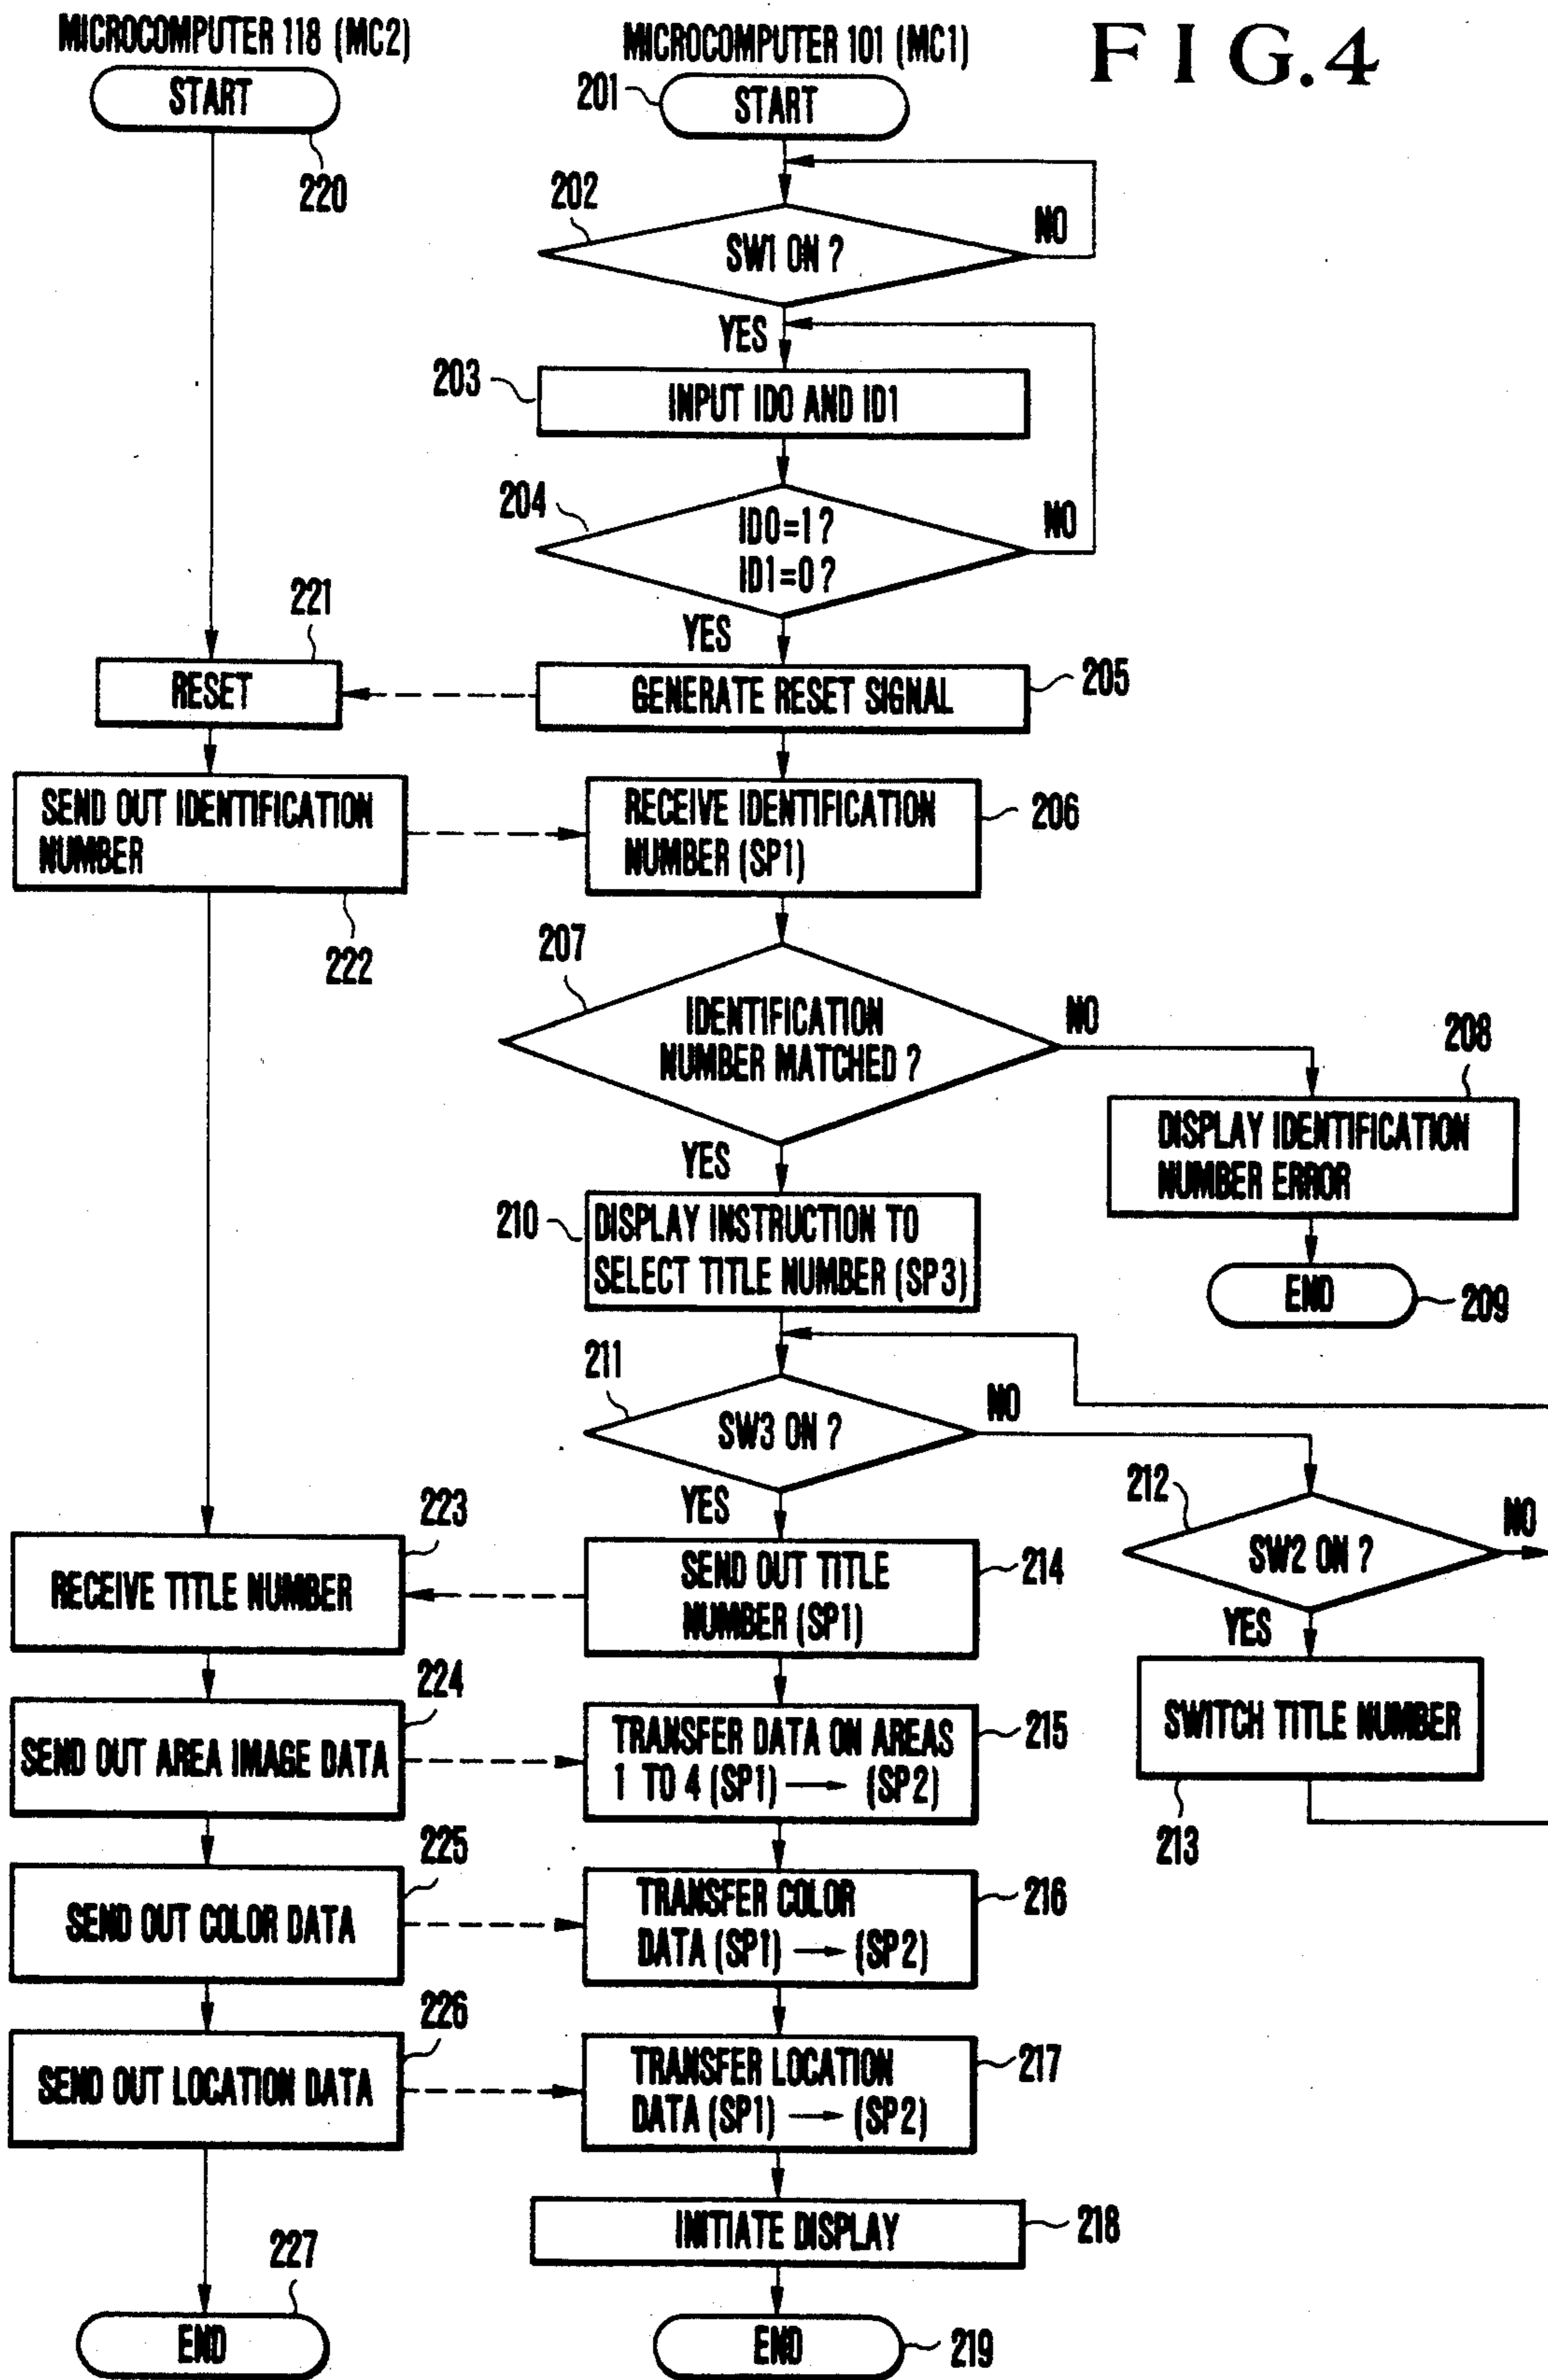 FIG.4
MICROCOMPUTER 118 (MC2)
START
220
221
RESET
SEND OUT IDENTIFICATION
NUMBER
222
223
RECEIVE TITLE NUMBER
224
SEND OUT AREA IMAGE DATA
225
SEND OUT COLOR DATA
226
SEND OUT LOCATION DATA
227
END
MICROCOMPUTER 101 (MC1)
201
START
202
SW1 ON ?
NO
YES
203
INPUT ID0 AND ID1
204
ID0=1 ?
ID1=0 ?
NO
YES
GENERATE RESET SIGNAL
205
RECEIVE IDENTIFICATION
NUMBER (SP1)
206
207
IDENTIFICATION
NUMBER MATCHED ?
NO
208
DISPLAY IDENTIFICATION
NUMBER ERROR
END
209
YES
210
DISPLAY INSTRUCTION TO
SELECT TITLE NUMBER (SP3)
211
SW3 ON ?
NO
212
SW2 ON ?
NO
YES
SWITCH TITLE NUMBER
213
YES
SEND OUT TITLE
NUMBER (SP1)
214
TRANSFER DATA ON AREAS
1 TO 4 (SP1) → (SP2)
215
TRANSFER COLOR
DATA (SP1) → (SP2)
216
TRANSFER LOCATION
DATA (SP1) → (SP2)
217
INITIATE DISPLAY
218
END
219